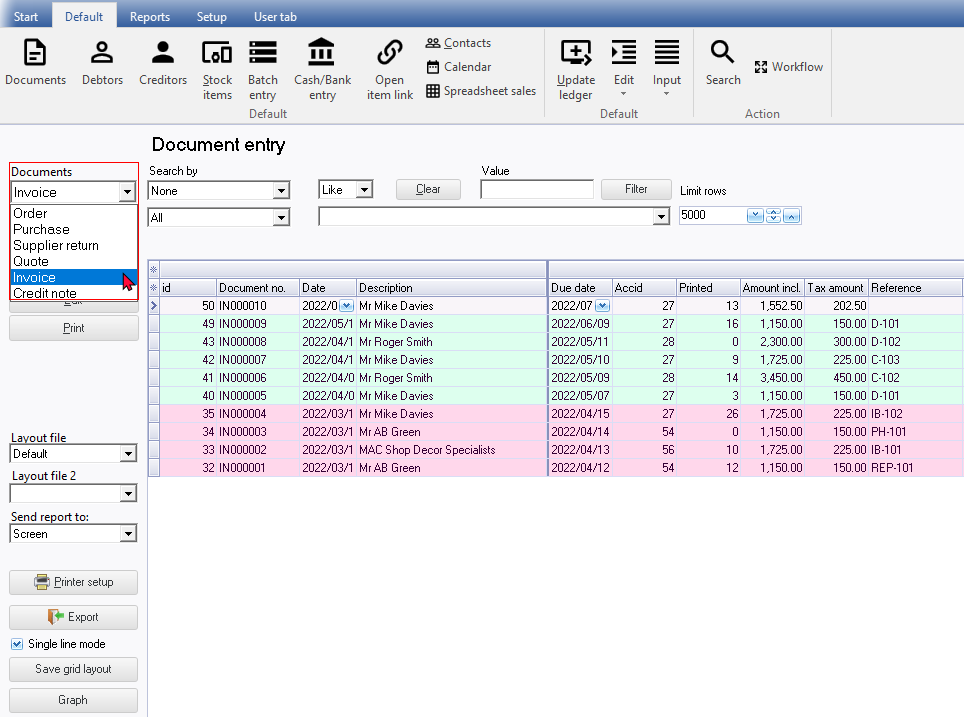 Start Default Reports Setup User tab
Documents Debtors Creditors Stock items Batch entry Cash/Bank entry Open item link
Contacts
Calendar
Spreadsheet sales
Default
Update ledger Edit Input
Default
Search Workflow
Action
Document entry
Documents
Invoice
Order
Purchase
Supplier return
Quote
Invoice
Credit note
Print
Layout file
Default
Layout file 2
Send report to:
Screen
Printer setup
Export
Single line mode
Save grid layout
Graph
Search by Value
None Like Clear Filter Limit rows
All 5000
id Document no. Date Description Due date Accid Printed Amount incl. Tax amount Reference
50 IN000010 2022/0 Mr Mike Davies 2022/07 27 13 1,552.50 202.50
49 IN000009 2022/05/1 Mr Mike Davies 2022/06/09 27 16 1,150.00 150.00 D-101
43 IN000008 2022/04/1 Mr Roger Smith 2022/05/11 28 0 2,300.00 300.00 D-102
42 IN000007 2022/04/1 Mr Mike Davies 2022/05/10 27 9 1,725.00 225.00 C-103
41 IN000006 2022/04/0 Mr Roger Smith 2022/05/09 28 14 3,450.00 450.00 C-102
40 IN000005 2022/04/0 Mr Mike Davies 2022/05/07 27 3 1,150.00 150.00 D-101
35 IN000004 2022/03/1 Mr Mike Davies 2022/04/15 27 26 1,725.00 225.00 IB-102
34 IN000003 2022/03/1 Mr AB Green 2022/04/14 54 0 1,150.00 150.00 PH-101
33 IN000002 2022/03/1 MAC Shop Decor Specialists 2022/04/13 56 10 1,725.00 225.00 IB-101
32 IN000001 2022/03/1 Mr AB Green 2022/04/12 54 12 1,150.00 150.00 REP-101